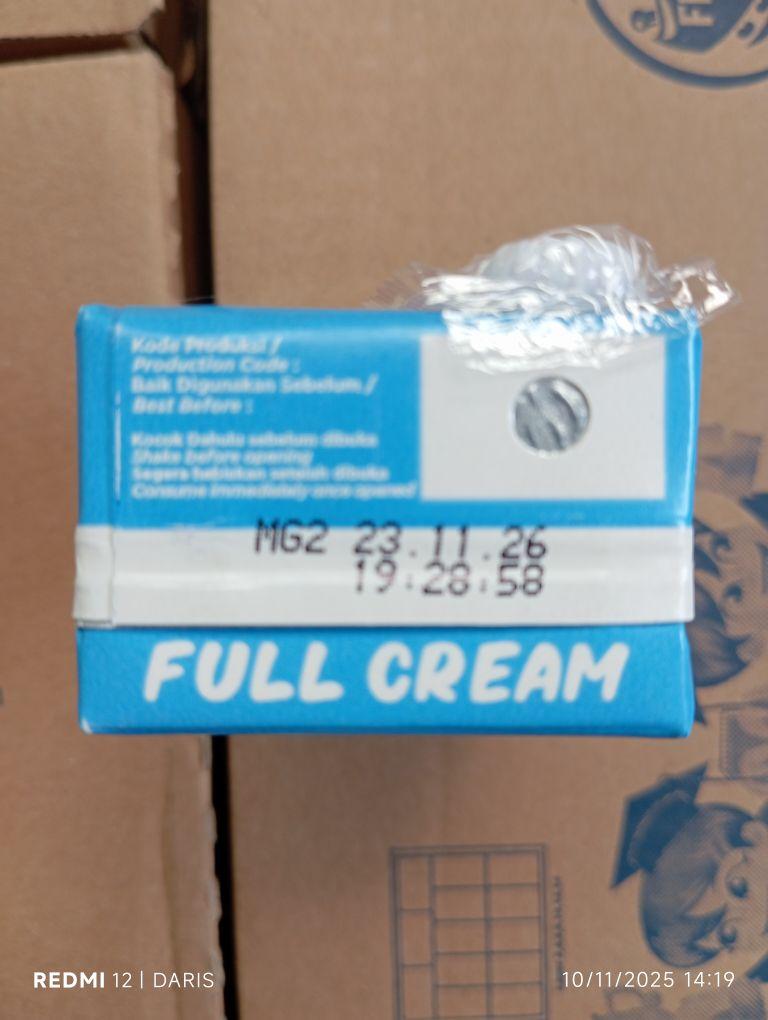 Kode Produksi /
Production Code :
Baik Digunakan Sebelum /
Best Before :
Kocok Dahulu sebelum dibuka
Shake before opening
Segera habiskan setelah dibuka
Consume immediately once opened
MG2 23.11.26
19:28:58
FULL CREAM
REDMI 12 | DARIS
10/11/2025 14:19